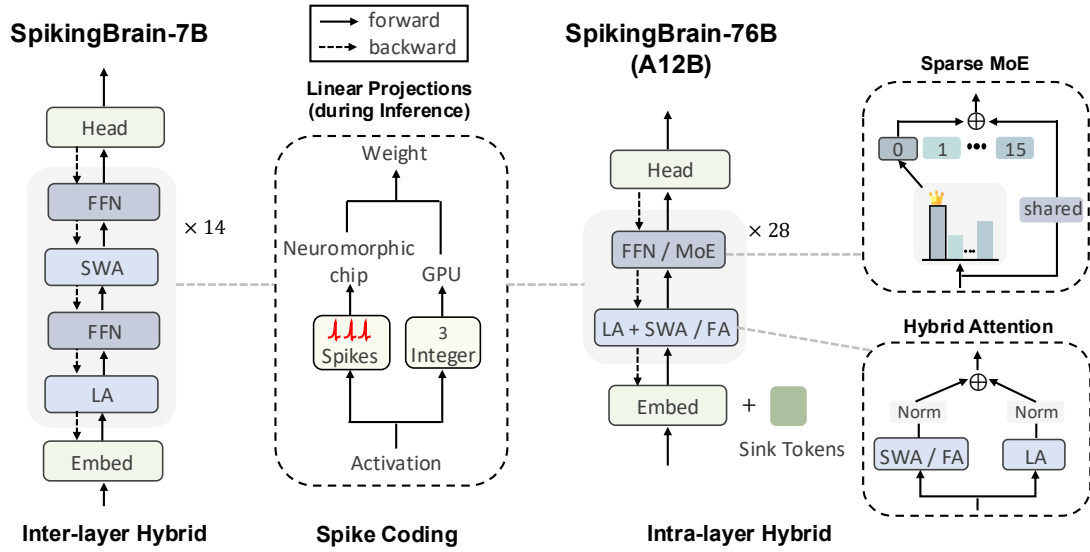 SpikingBrain-7B
Head
FFN
SWA
FFN
LA
Embed
× 14
Inter-layer Hybrid
forward
backward
Linear Projections
(during Inference)
Weight
Neuromorphic
chip
GPU
Spikes
3
Integer
Activation
Spike Coding
SpikingBrain-76B
(A12B)
Head
× 28
FFN / MoE
LA + SWA / FA
Embed
+
Sink Tokens
Intra-layer Hybrid
Sparse MoE
0 1 ••• 15
shared
Hybrid Attention
Norm Norm
SWA / FA LA